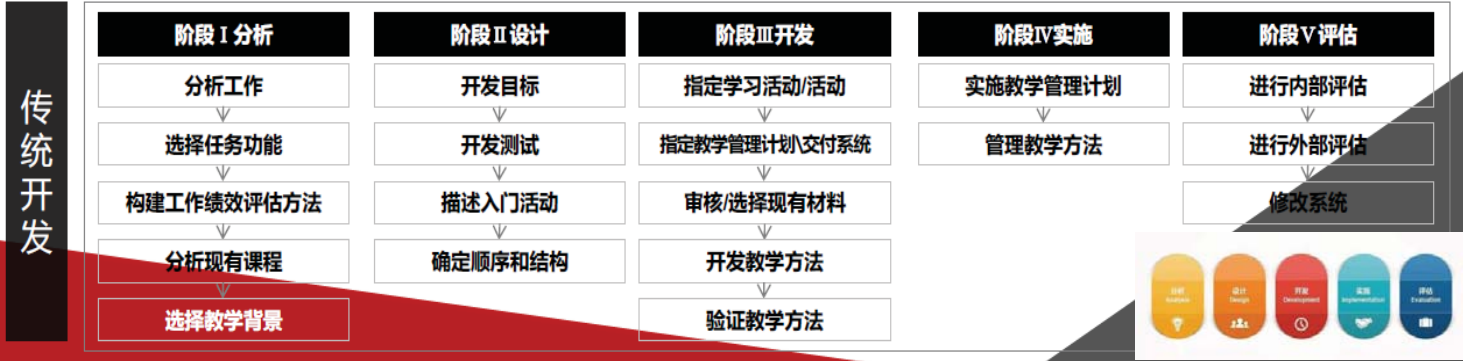 传统开发
阶段Ⅰ分析
分析工作
选择任务功能
构建工作绩效评估方法
分析现有课程
选择教学背景
阶段Ⅱ设计
开发目标
开发测试
描述入门活动
确定顺序和结构
阶段Ⅲ开发
指定学习活动/活动
指定教学管理计划\交付系统
审核/选择现有材料
开发教学方法
验证教学方法
阶段Ⅳ实施
实施教学管理计划
管理教学方法
阶段Ⅴ评估
进行内部评估
进行外部评估
修改系统
分析
Analysis
设计
Design
开发
Development
实施
Implementation
评估
Evaluation